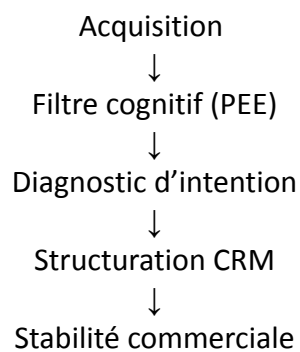 Acquisition
↓
Filtre cognitif (PEE)
↓
Diagnostic d’intention
↓
Structuration CRM
↓
Stabilité commerciale